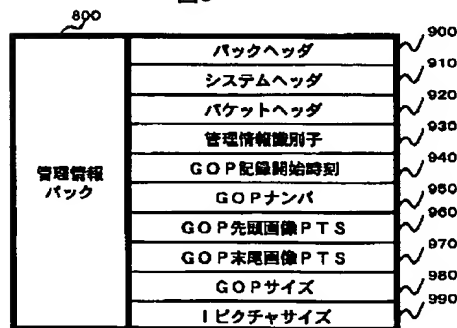 800
900
パックヘッダ
910
システムヘッダ
920
パケットヘッダ
930
管理情報識別子
940
管理情報
パック
GOP記録開始時刻
950
GOPナンバ
960
GOP先頭画像PTS
970
GOP末尾画像PTS
980
GOPサイズ
990
Iピクチャサイズ